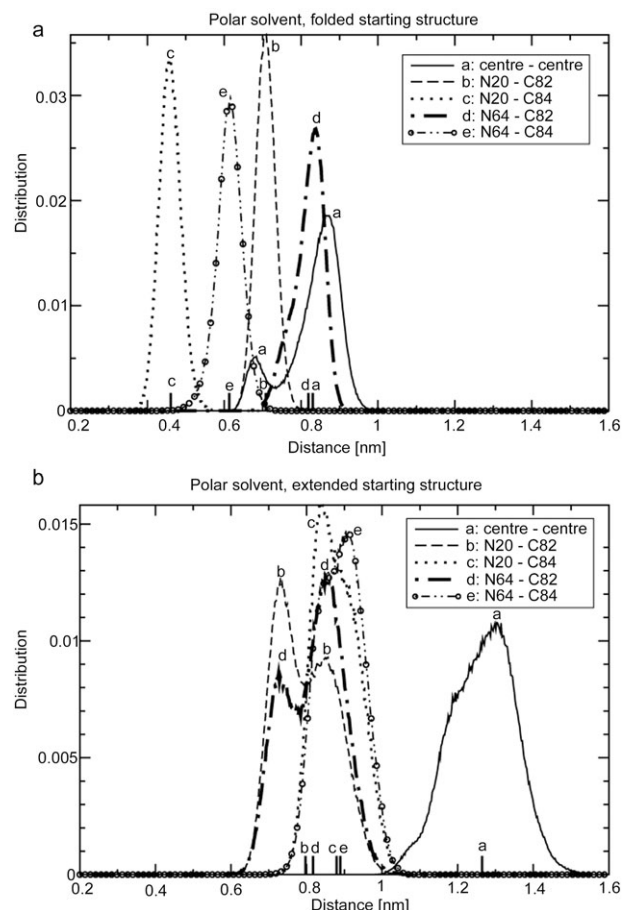 a
Polar solvent, folded starting structure
a: centre - centre
b: N20 - C82
c: N20 - C84
d: N64 - C82
e: N64 - C84
c
b
e
d
a
a
c
e
b
d a
0.03
0.02
0.01
0
Distribution
0.2
0.4
0.6
0.8
1
1.2
1.4
1.6
Distance [nm]
b
Polar solvent, extended starting structure
a: centre - centre
b: N20 - C82
c: N20 - C84
d: N64 - C82
e: N64 - C84
c
e
b
d
d
b
a
b d c e
a
0.015
0.01
0.005
0
Distribution
0.2
0.4
0.6
0.8
1
1.2
1.4
1.6
Distance [nm]